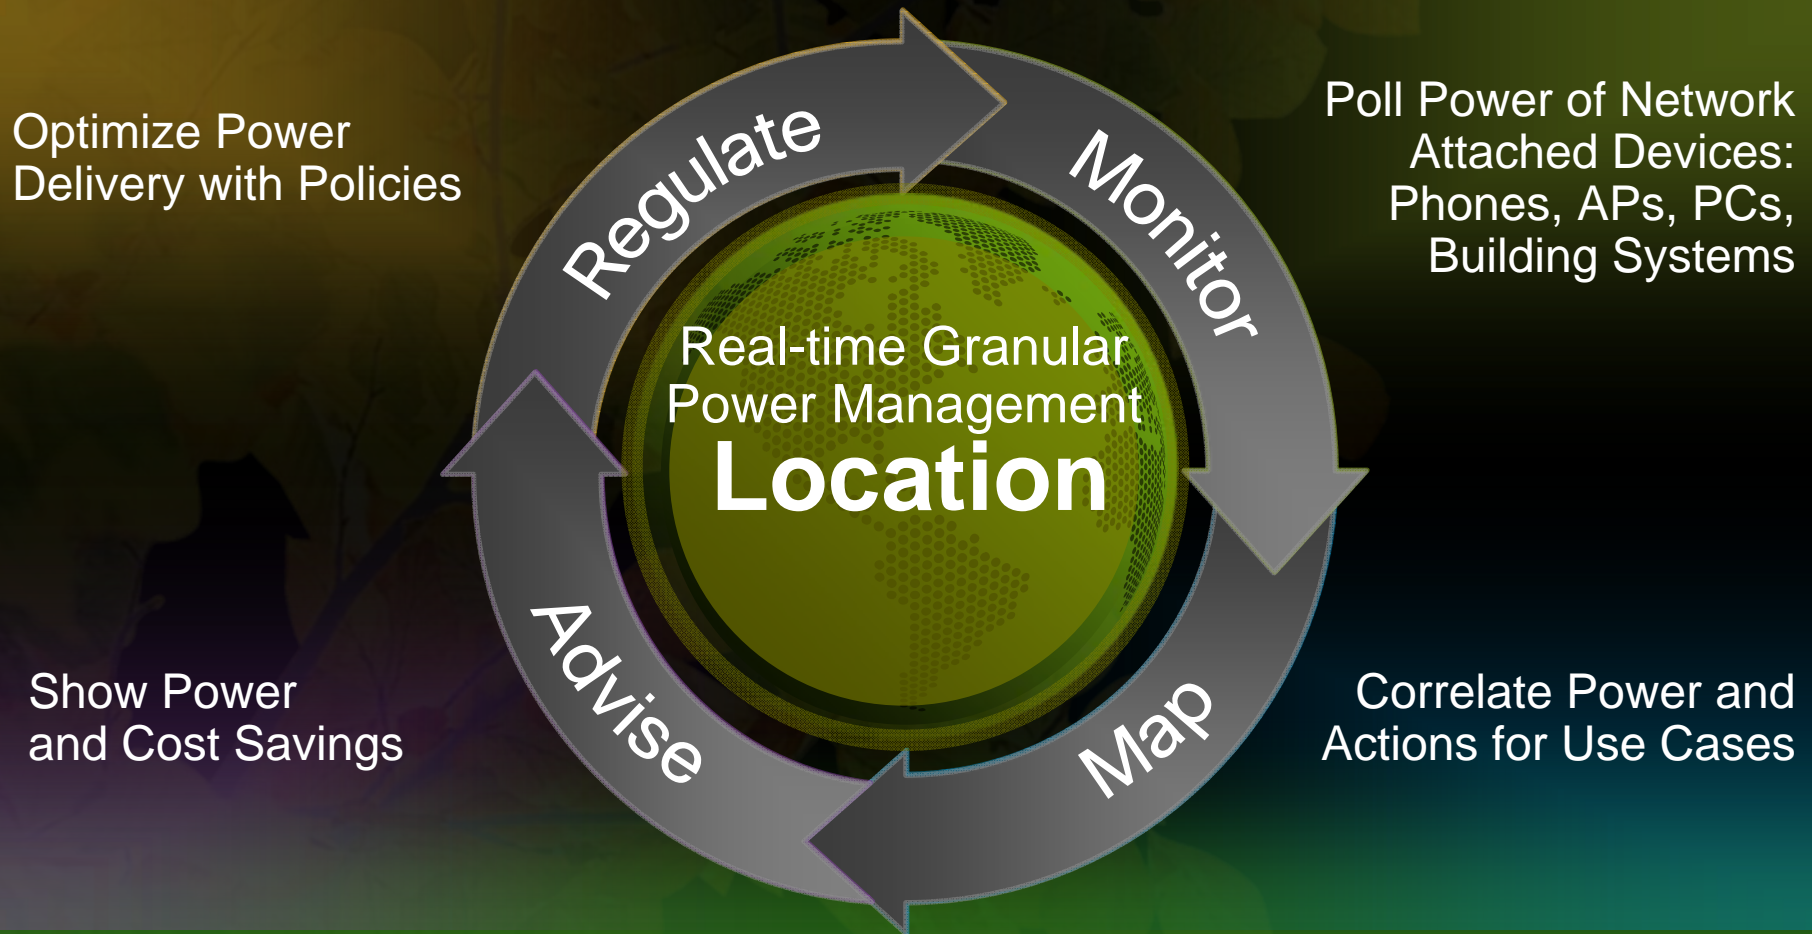 Optimize Power
Delivery with Policies
Regulate
Monitor
Poll Power of Network
Attached Devices:
Phones, APs, PCs,
Building Systems
Real-time Granular
Power Management
Location
Show Power
and Cost Savings
Advise
Map
Correlate Power and
Actions for Use Cases